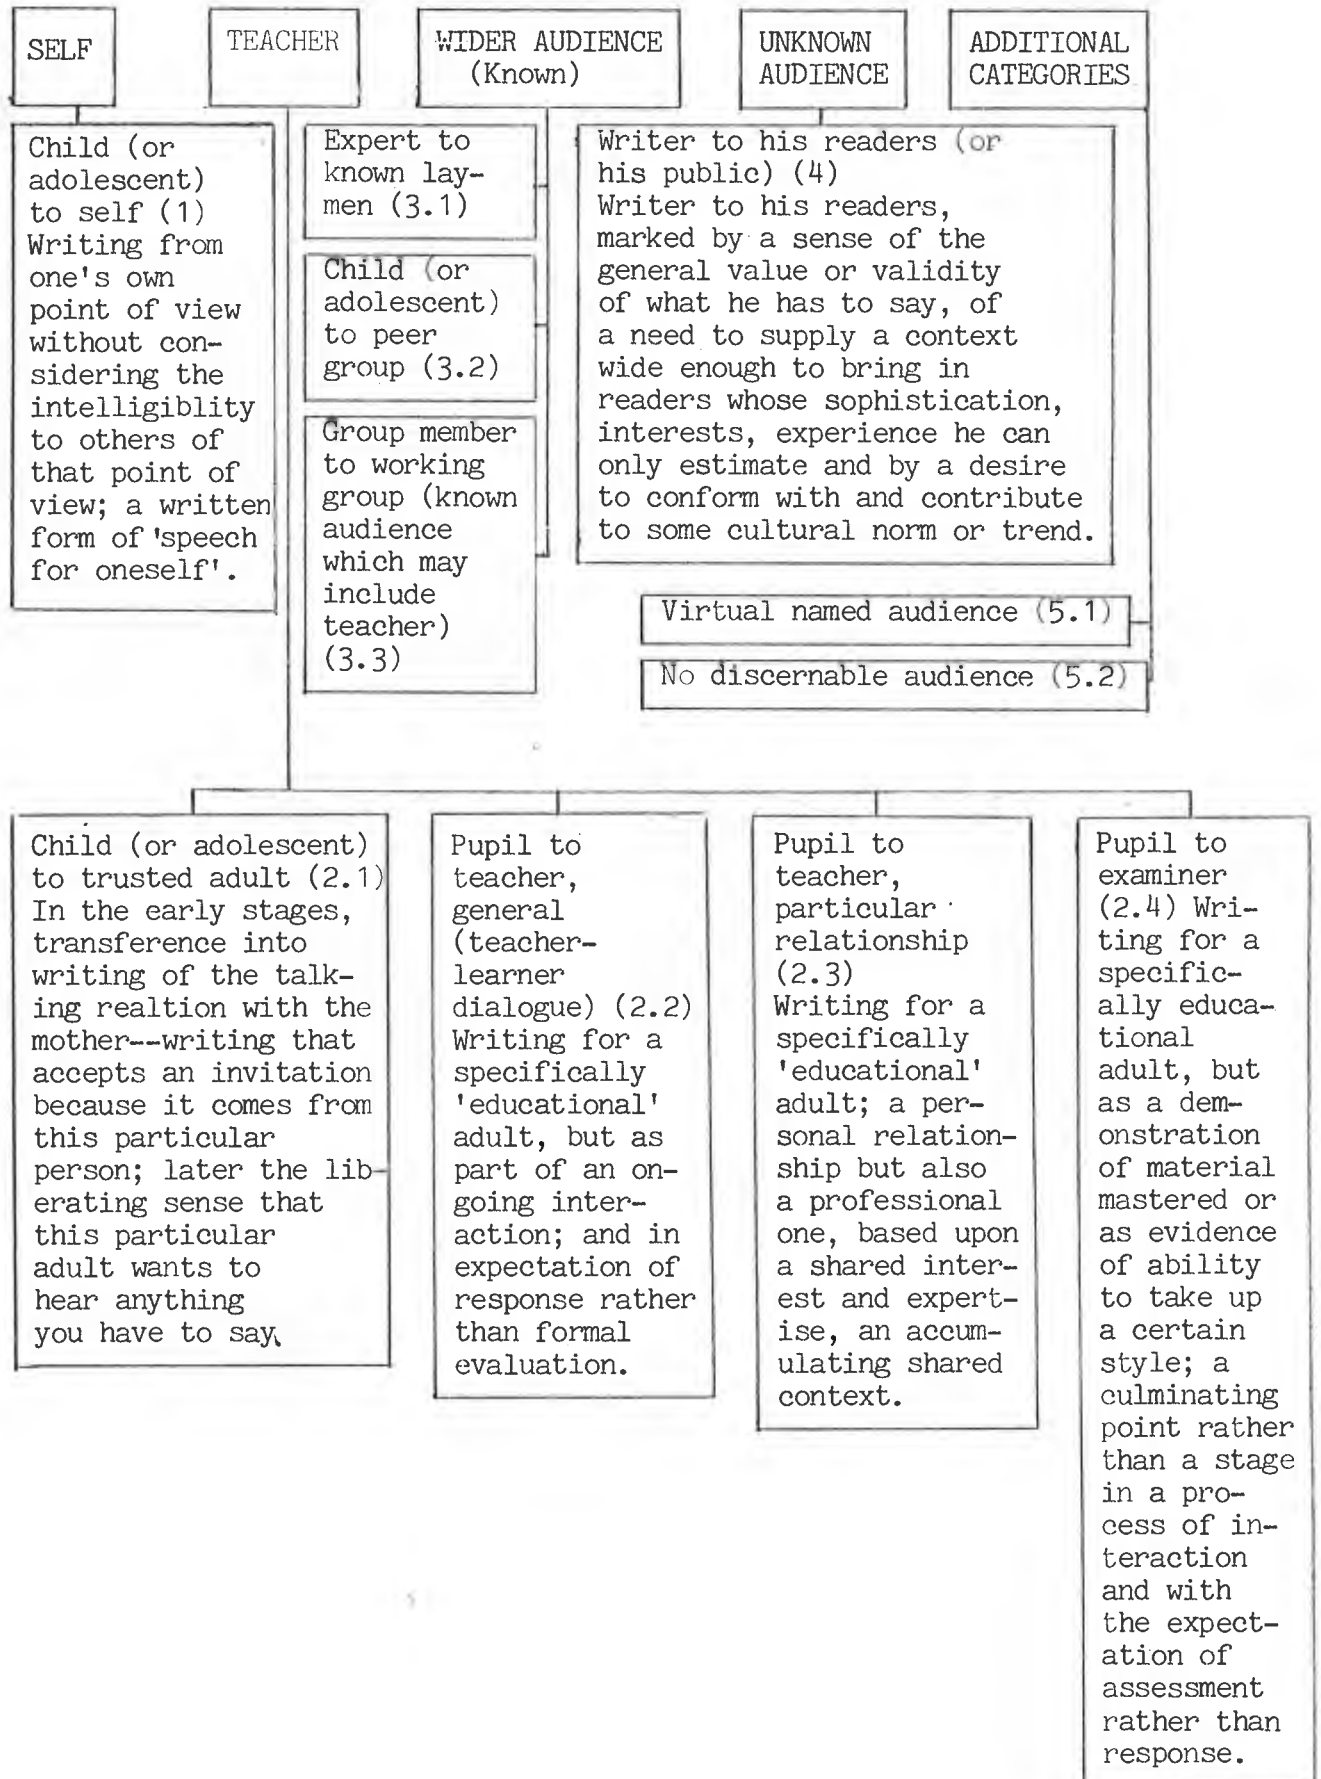 SELF
TEACHER
WIDER AUDIENCE
(Known)
UNKNOWN
AUDIENCE
ADDITIONAL
CATEGORIES
Child (or
adolescent)
to self (1)
Writing from
one's own
point of view
without con-
sidering the
intelligiblity
to others of
that point of
view; a written
form of 'speech
for oneself'.
Expert to
known lay-
men (3.1)
Child (or
adolescent)
to peer
group (3.2)
Group member
to working
group (known
audience
which may
include
teacher)
(3.3)
Writer to his readers (or
his public) (4)
Writer to his readers,
marked by a sense of the
general value or validity
of what he has to say, of
a need to supply a context
wide enough to bring in
readers whose sophistication,
interests, experience he can
only estimate and by a desire
to conform with and contribute
to some cultural norm or trend.
Virtual named audience (5.1)
No discernable audience (5.2)
Child (or adolescent)
to trusted adult (2.1)
In the early stages,
transference into
writing of the talk-
ing realtion with the
mother--writing that
accepts an invitation
because it comes from
this particular
person; later the lib-
erating sense that
this particular
adult wants to
hear anything
you have to say.
Pupil to
teacher,
general
(teacher-
learner
dialogue) (2.2)
Writing for a
specifically
'educational'
adult, but as
part of an on-
going inter-
action; and in
expectation of
response rather
than formal
evaluation.
Pupil to
teacher,
particular
relationship
(2.3)
Writing for a
specifically
'educational'
adult; a per-
sonal relation-
ship but also
a professional
one, based upon
a shared inter-
est and expert-
ise, an accum-
ulating shared
context.
Pupil to
examiner
(2.4) Wri-
ting for a
specific-
ally educa-
tional
adult, but
as a dem-
onstration
of material
mastered or
as evidence
of ability
to take up
a certain
style; a
culminating
point rather
than a stage
in a pro-
cess of in-
teraction
and with
the expect-
ation of
assessment
rather than
response.